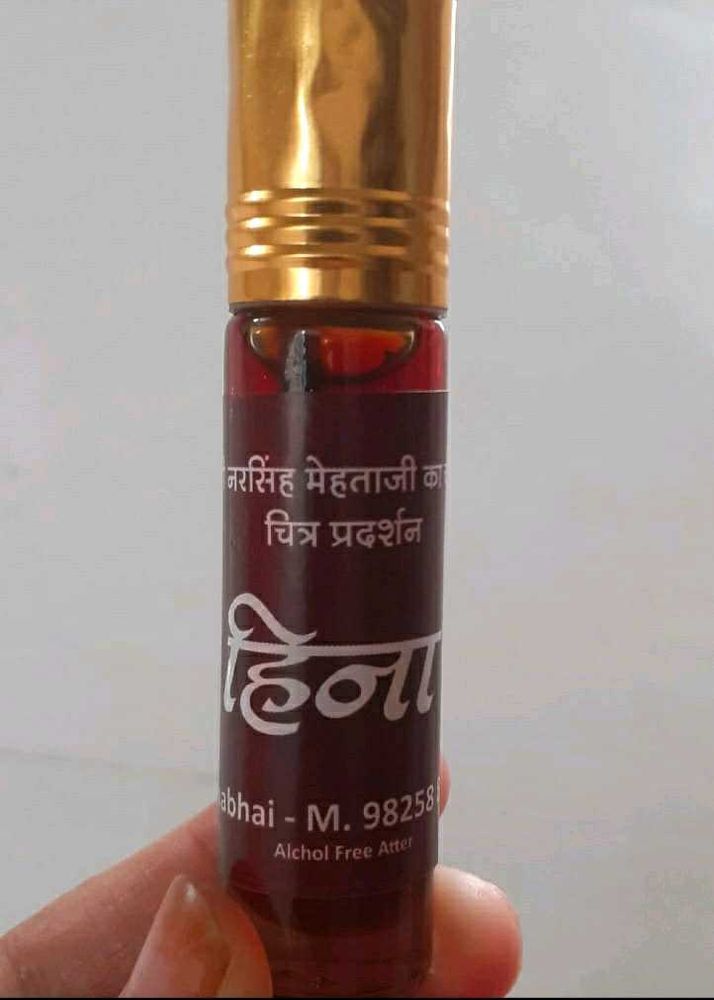 नरसिंह मेहताजी का
चित्र प्रदर्शन
हिना
abhai - M. 98258
Alchol Free Atter